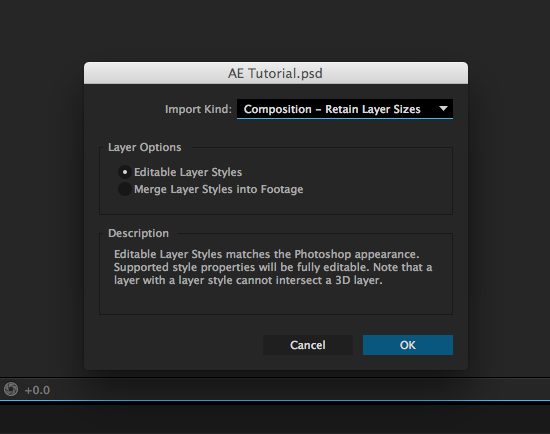 AE Tutorial.psd
Import Kind: Composition – Retain Layer Sizes
Layer Options
Editable Layer Styles
Merge Layer Styles into Footage
Description
Editable Layer Styles matches the Photoshop appearance.
Supported style properties will be fully editable. Note that a
layer with a layer style cannot intersect a 3D layer.
Cancel OK
+0.0